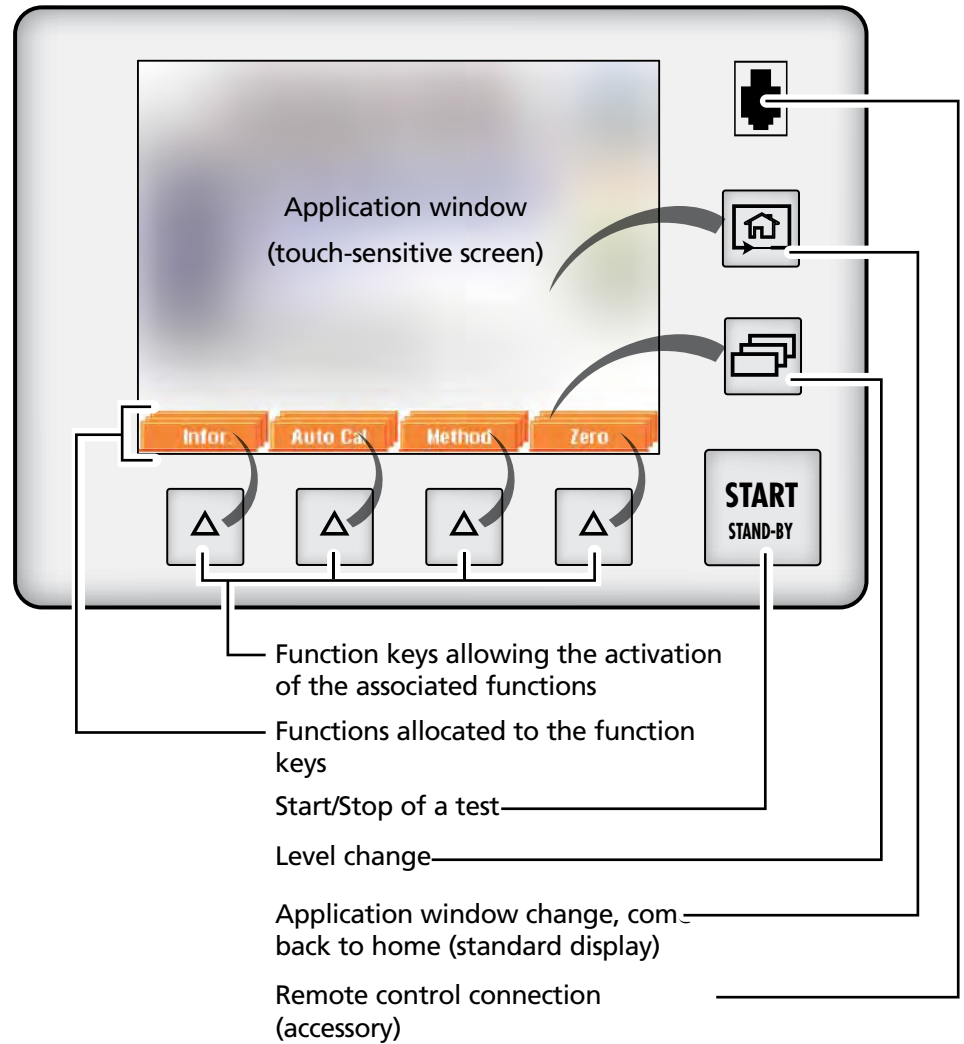 Application window
(touch-sensitive screen)
Infor.
Auto Cal
Method
Zero
START
STAND-BY
Function keys allowing the activation
of the associated functions
Functions allocated to the function
keys
Start/Stop of a test
Level change
Application window change, come
back to home (standard display)
Remote control connection
(accessory)